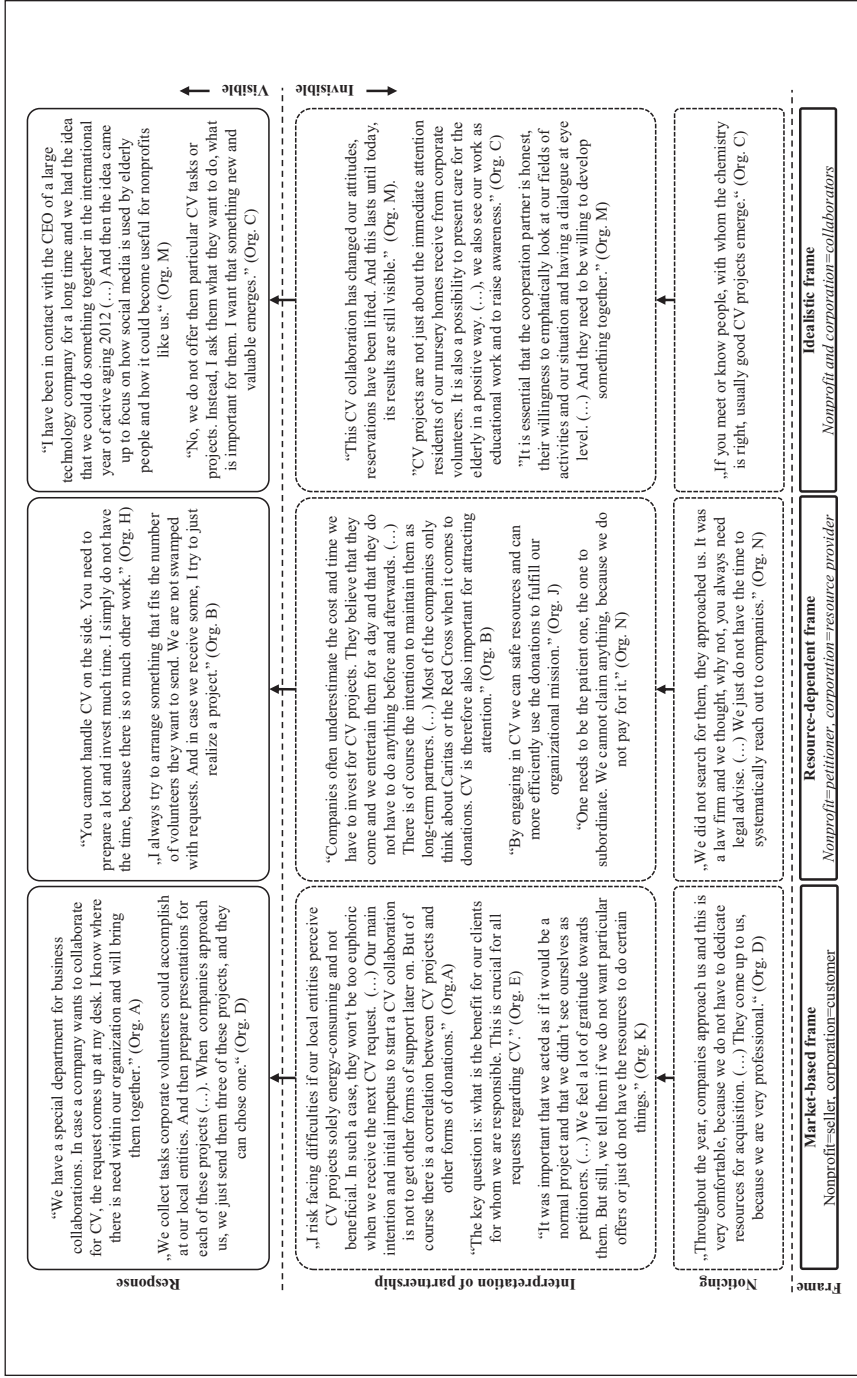 Response
“We have a special department for business
collaborations. In case a company wants to collaborate
for CV, the request comes up at my desk. I know where
there is need within our organization and will bring
them together.” (Org. A)
„We collect tasks corporate volunteers could accomplish
at our local entities. And then prepare presentations for
each of these projects (…). When companies approach
us, we just send them three of these projects, and they
can chose one.“ (Org. D)
“You cannot handle CV on the side. You need to
prepare a lot and invest much time. I simply do not have
the time, because there is so much other work.” (Org. H)
„I always try to arrange something that fits the number
of volunteers they want to send. We are not swamped
with requests. And in case we receive some, I try to just
realize a project.” (Org. B)
“I have been in contact with the CEO of a large
technology company for a long time and we had the idea
that we could do something together in the international
year of active aging 2012 (…) And then the idea came
up to focus on how social media is used by elderly
people and how it could become useful for nonprofits
like us.“ (Org. M)
“No, we do not offer them particular CV tasks or
projects. Instead, I ask them what they want to do, what
is important for them. I want that something new and
valuable emerges.” (Org. C)
Visible
Invisible
Interpretation of partnership
„I risk facing difficulties if our local entities perceive
CV projects solely energy-consuming and not
beneficial. In such a case, they won’t be too euphoric
when we receive the next CV request. (…) Our main
intention and initial impetus to start a CV collaboration
is not to get other forms of support later on. But of
course there is a correlation between CV projects and
other forms of donations.” (Org.A)
“The key question is: what is the benefit for our clients
for whom we are responsible. This is crucial for all
requests regarding CV.” (Org. E)
“It was important that we acted as if it would be a
normal project and that we didn’t see ourselves as
petitioners. (…) We feel a lot of gratitude towards
them. But still, we tell them if we do not want particular
offers or just do not have the resources to do certain
things.” (Org. K)
“Companies often underestimate the cost and time we
have to invest for CV projects. They believe that they
come and we entertain them for a day and that they do
not have to do anything before and afterwards. (…)
There is of course the intention to maintain them as
long-term partners. (…) Most of the companies only
think about Caritas or the Red Cross when it comes to
donations. CV is therefore also important for attracting
attention.” (Org. B)
“By engaging in CV we can safe resources and can
more efficiently use the donations to fulfill our
organizational mission.” (Org. J)
“One needs to be the patient one, the one to
subordinate. We cannot claim anything, because we do
not pay for it.” (Org. N)
“This CV collaboration has changed our attitudes,
reservations have been lifted. And this lasts until today,
its results are still visible.” (Org. M).
”CV projects are not just about the immediate attention
residents of our nursery homes receive from corporate
volunteers. It is also a possibility to present care for the
elderly in a positive way. (…), we also see our work as
educational work and to raise awareness.” (Org. C)
“It is essential that the cooperation partner is honest,
their willingness to emphatically look at our fields of
activities and our situation and having a dialogue at eye
level. (…) And they need to be willing to develop
something together.” (Org. M)
Noticing
„Throughout the year, companies approach us and this is
very comfortable, because we do not have to dedicate
resources for acquisition. (…) They come up to us,
because we are very professional.“ (Org. D)
„We did not search for them, they approached us. It was
a law firm and we thought, why not, you always need
legal advise. (…) We just do not have the time to
systematically reach out to companies.” (Org. N)
„If you meet or know people, with whom the chemistry
is right, usually good CV projects emerge.“ (Org. C)
Frame
Market-based frame
Nonprofit=seller, corporation=customer
Resource-dependent frame
Nonprofit=petitioner, corporation=resource provider
Idealistic frame
Nonprofit and corporation=collaborators